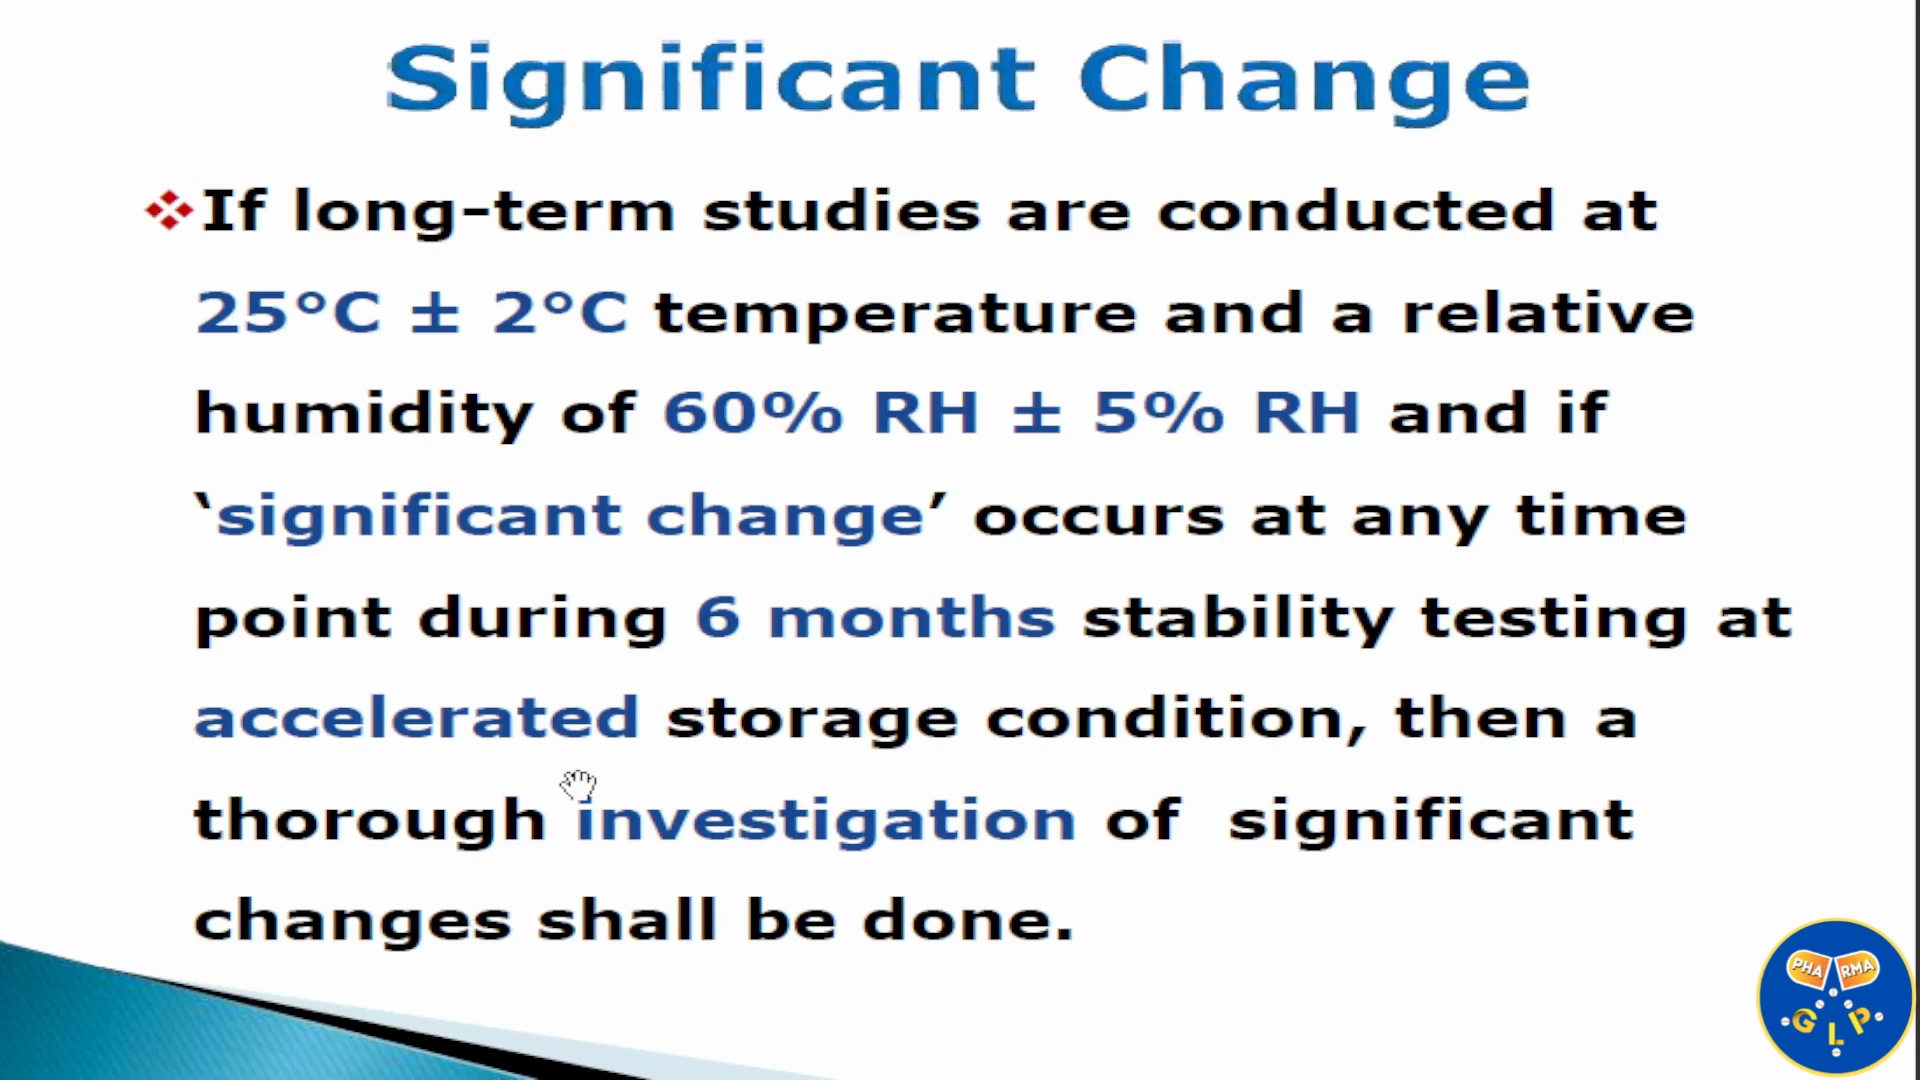 Significant Change
If long-term studies are conducted at
25°C ± 2°C temperature and a relative
humidity of 60% RH ± 5% RH and if
‘significant change’ occurs at any time
point during 6 months stability testing at
accelerated storage condition, then a
thorough investigation of significant
changes shall be done.
PHARMA
GLP